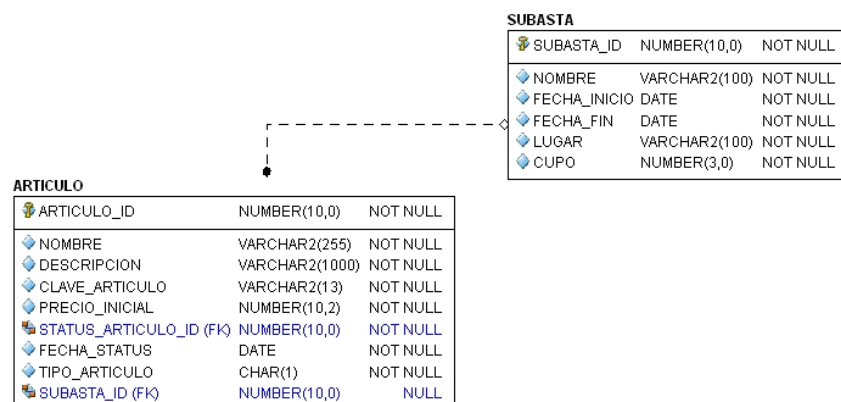 SUBASTA
SUBASTA_ID NUMBER(10,0) NOT NULL
NOMBRE VARCHAR2(100) NOT NULL
FECHA_INICIO DATE NOT NULL
FECHA_FIN DATE NOT NULL
LUGAR VARCHAR2(100) NOT NULL
CUPO NUMBER(3,0) NOT NULL
ARTICULO
ARTICULO_ID NUMBER(10,0) NOT NULL
NOMBRE VARCHAR2(255) NOT NULL
DESCRIPCION VARCHAR2(1000) NOT NULL
CLAVE_ARTICULO VARCHAR2(13) NOT NULL
PRECIO_INICIAL NUMBER(10,2) NOT NULL
STATUS_ARTICULO_ID (FK) NUMBER(10,0) NOT NULL
FECHA_STATUS DATE NOT NULL
TIPO_ARTICULO CHAR(1) NOT NULL
SUBASTA_ID (FK) NUMBER(10,0) NULL